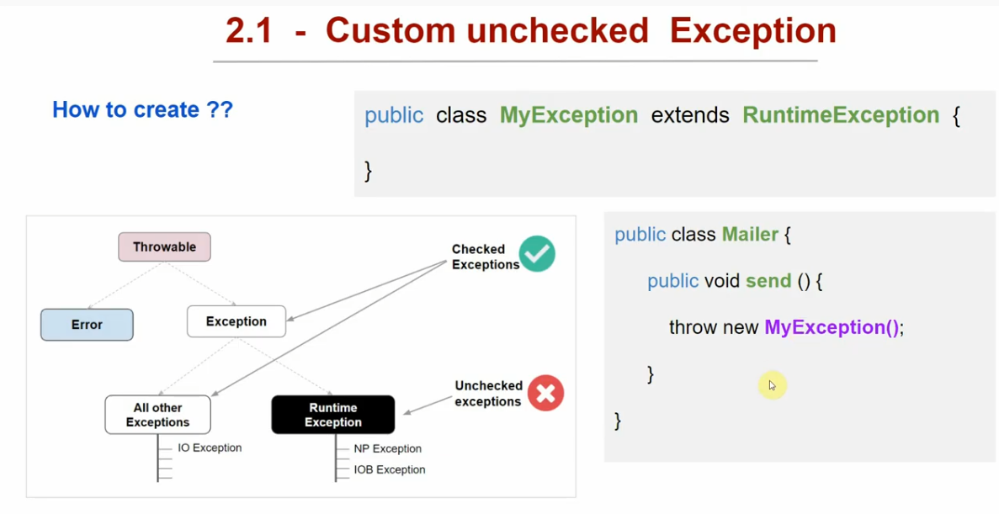 2.1 - Custom unchecked Exception
How to create ??
public class MyException extends RuntimeException {
}
Throwable
Error
Exception
All other
Exceptions
IO Exception
Runtime
Exception
NP Exception
IOB Exception
Checked
Exceptions
Unchecked
exceptions
public class Mailer {
public void send () {
throw new MyException();
}
}